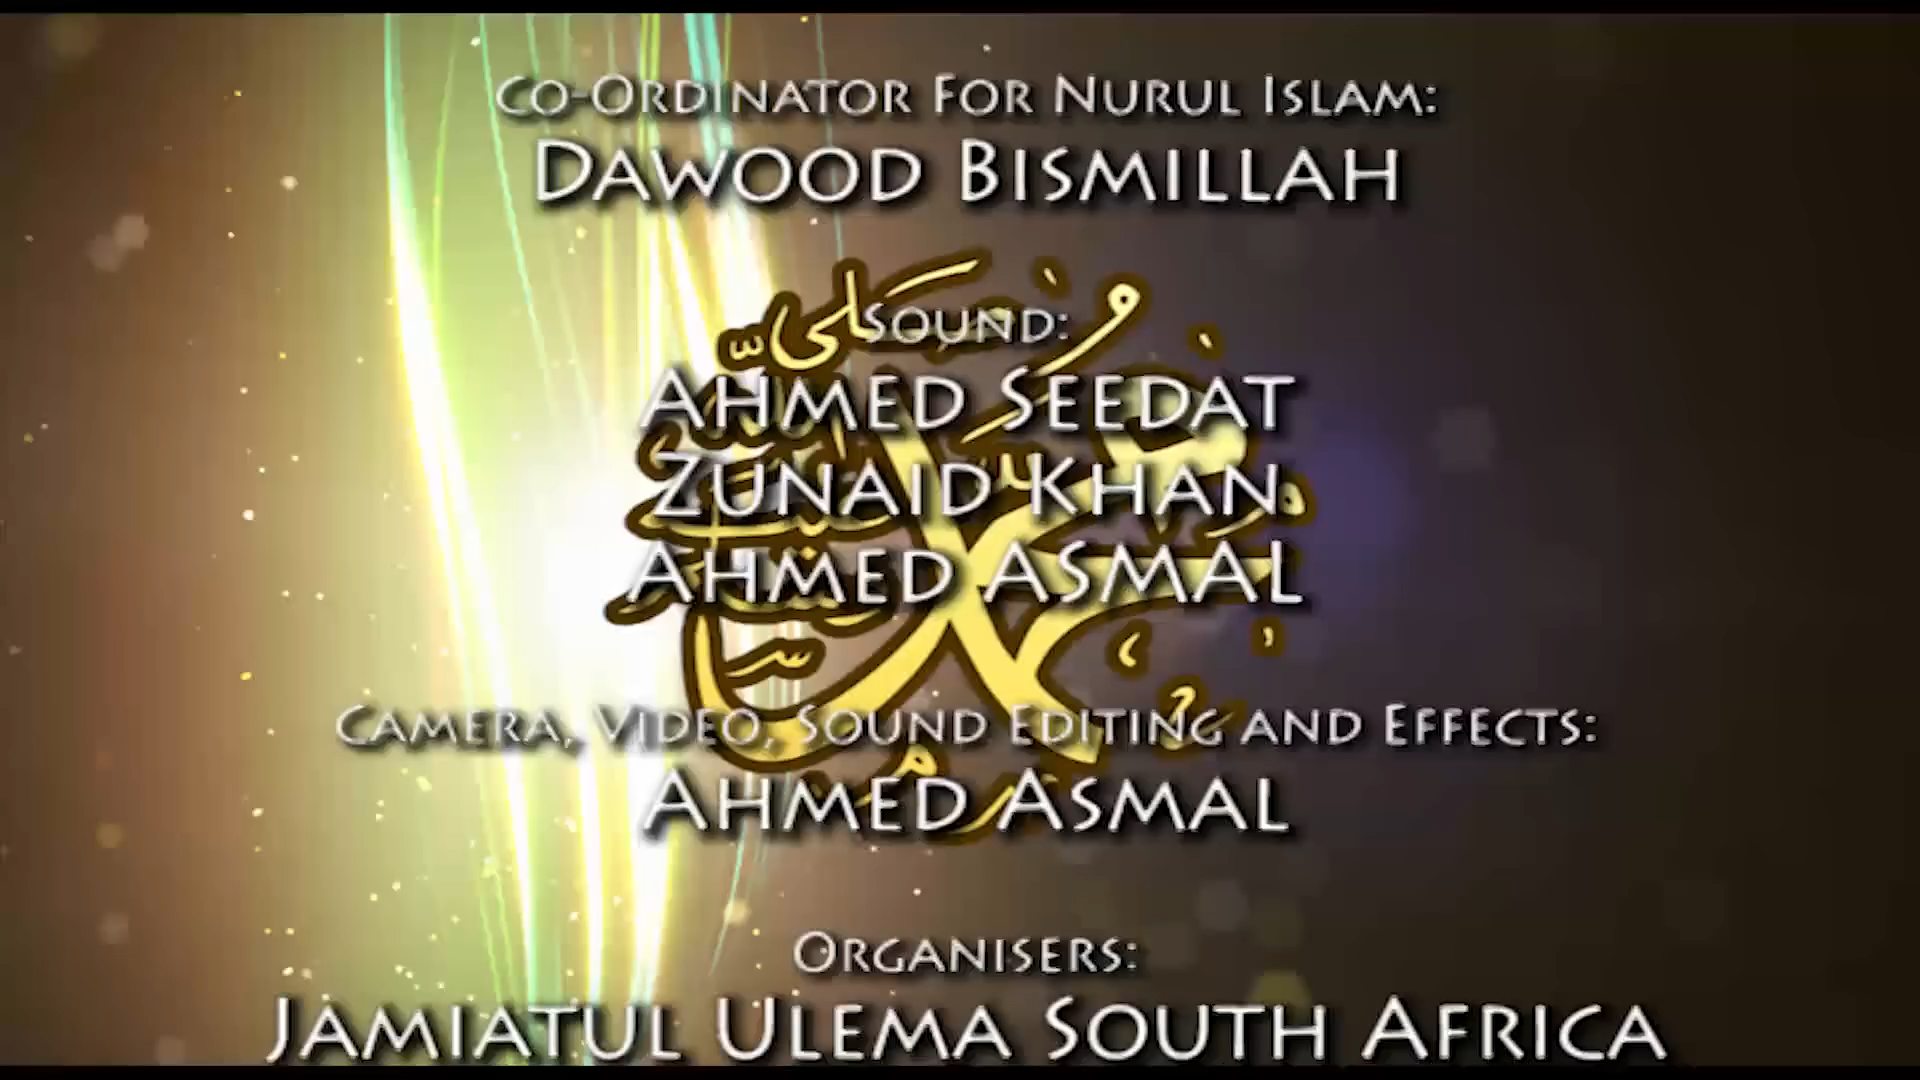 Co-Ordinator For Nurul Islam:
Dawood Bismillah
Sound:
Ahmed Seedat
Zunaid Khan
Ahmed Asmal
Camera, Video, Sound Editing and Effects:
Ahmed Asmal
Organisers:
Jamiatul Ulema South Africa
محمد